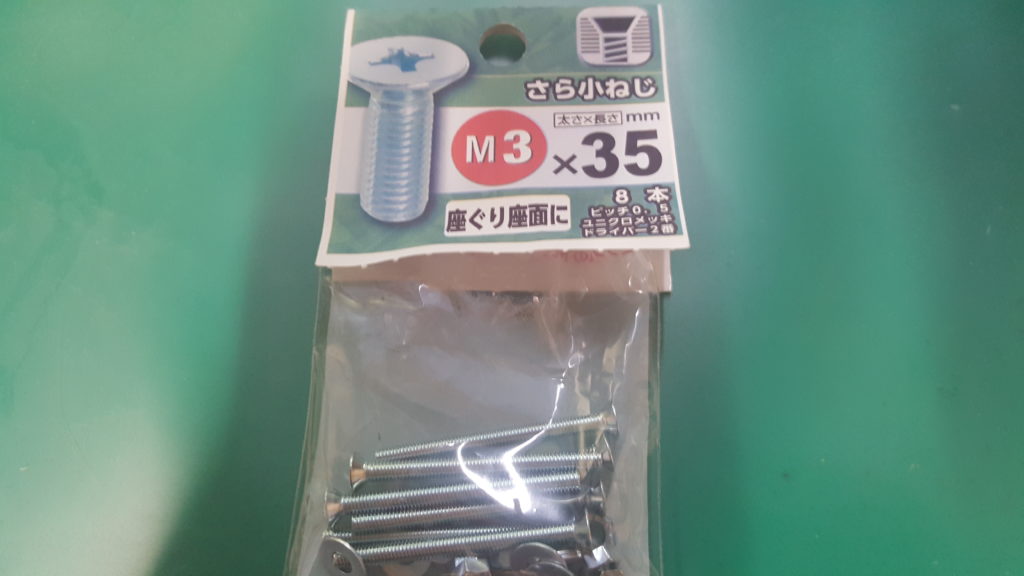 さら小ねじ
太さ×長さ mm
M3 ×35
座ぐり座面に
8本
ピッチ0.5
ユニクロメッキ
ドライバー2番